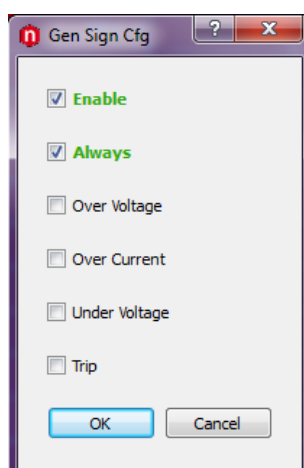 Gen Sign Cfg
Enable
Always
Over Voltage
Over Current
Under Voltage
Trip
OK Cancel